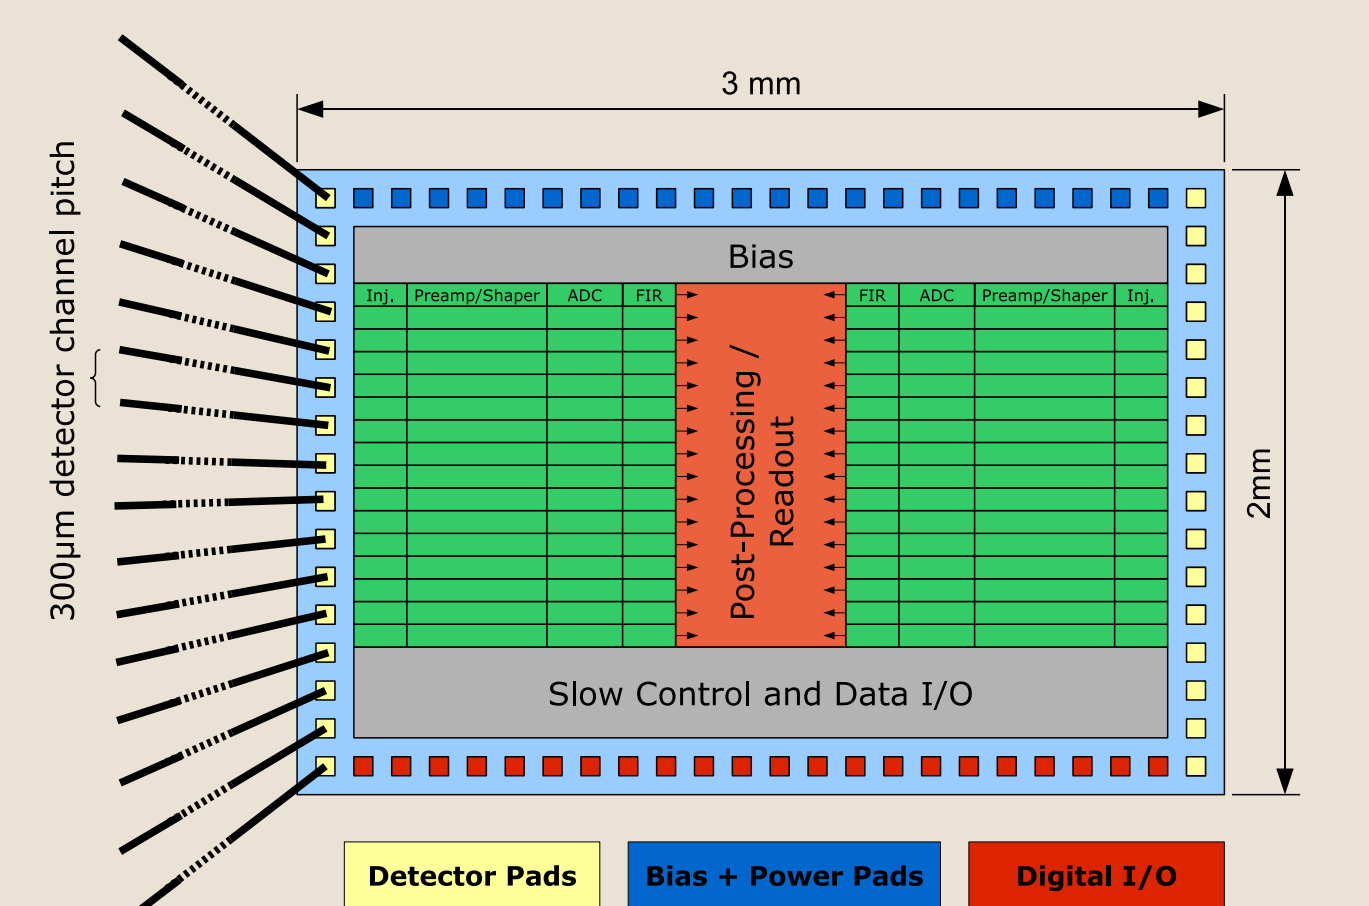 3 mm
300µm detector channel pitch
Bias
Inj. Preamp/Shaper ADC FIR FIR ADC Preamp/Shaper Inj.
Post-Processing /
Readout
2mm
Slow Control and Data I/O
Detector Pads Bias + Power Pads Digital I/O